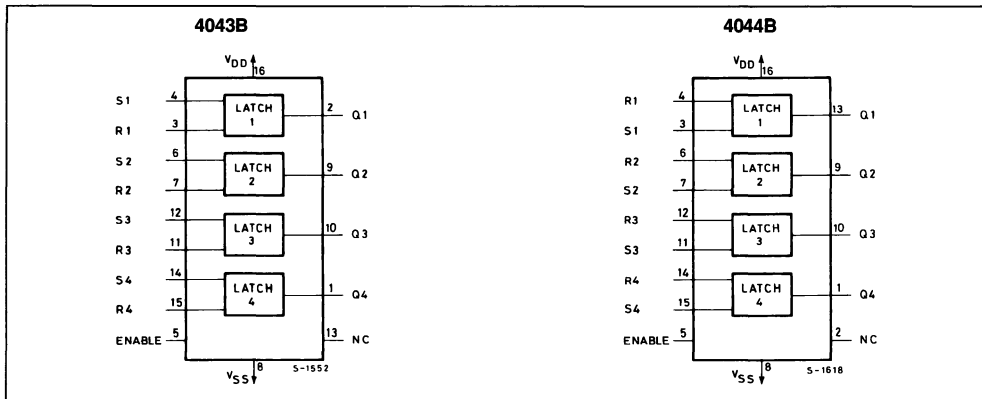 4043B
VDD
16
S1 4
R1 3
LATCH
1
2 Q1
S2 6
R2 7
LATCH
2
9 Q2
S3 12
R3 11
LATCH
3
10 Q3
S4 14
R4 15
LATCH
4
1 Q4
ENABLE 5
13 NC
VSS
8
S-1552
4044B
VDD
16
R1 4
S1 3
LATCH
1
13 Q1
R2 6
S2 7
LATCH
2
9 Q2
R3 12
S3 11
LATCH
3
10 Q3
R4 14
S4 15
LATCH
4
1 Q4
ENABLE 5
2 NC
VSS
8
S-1618